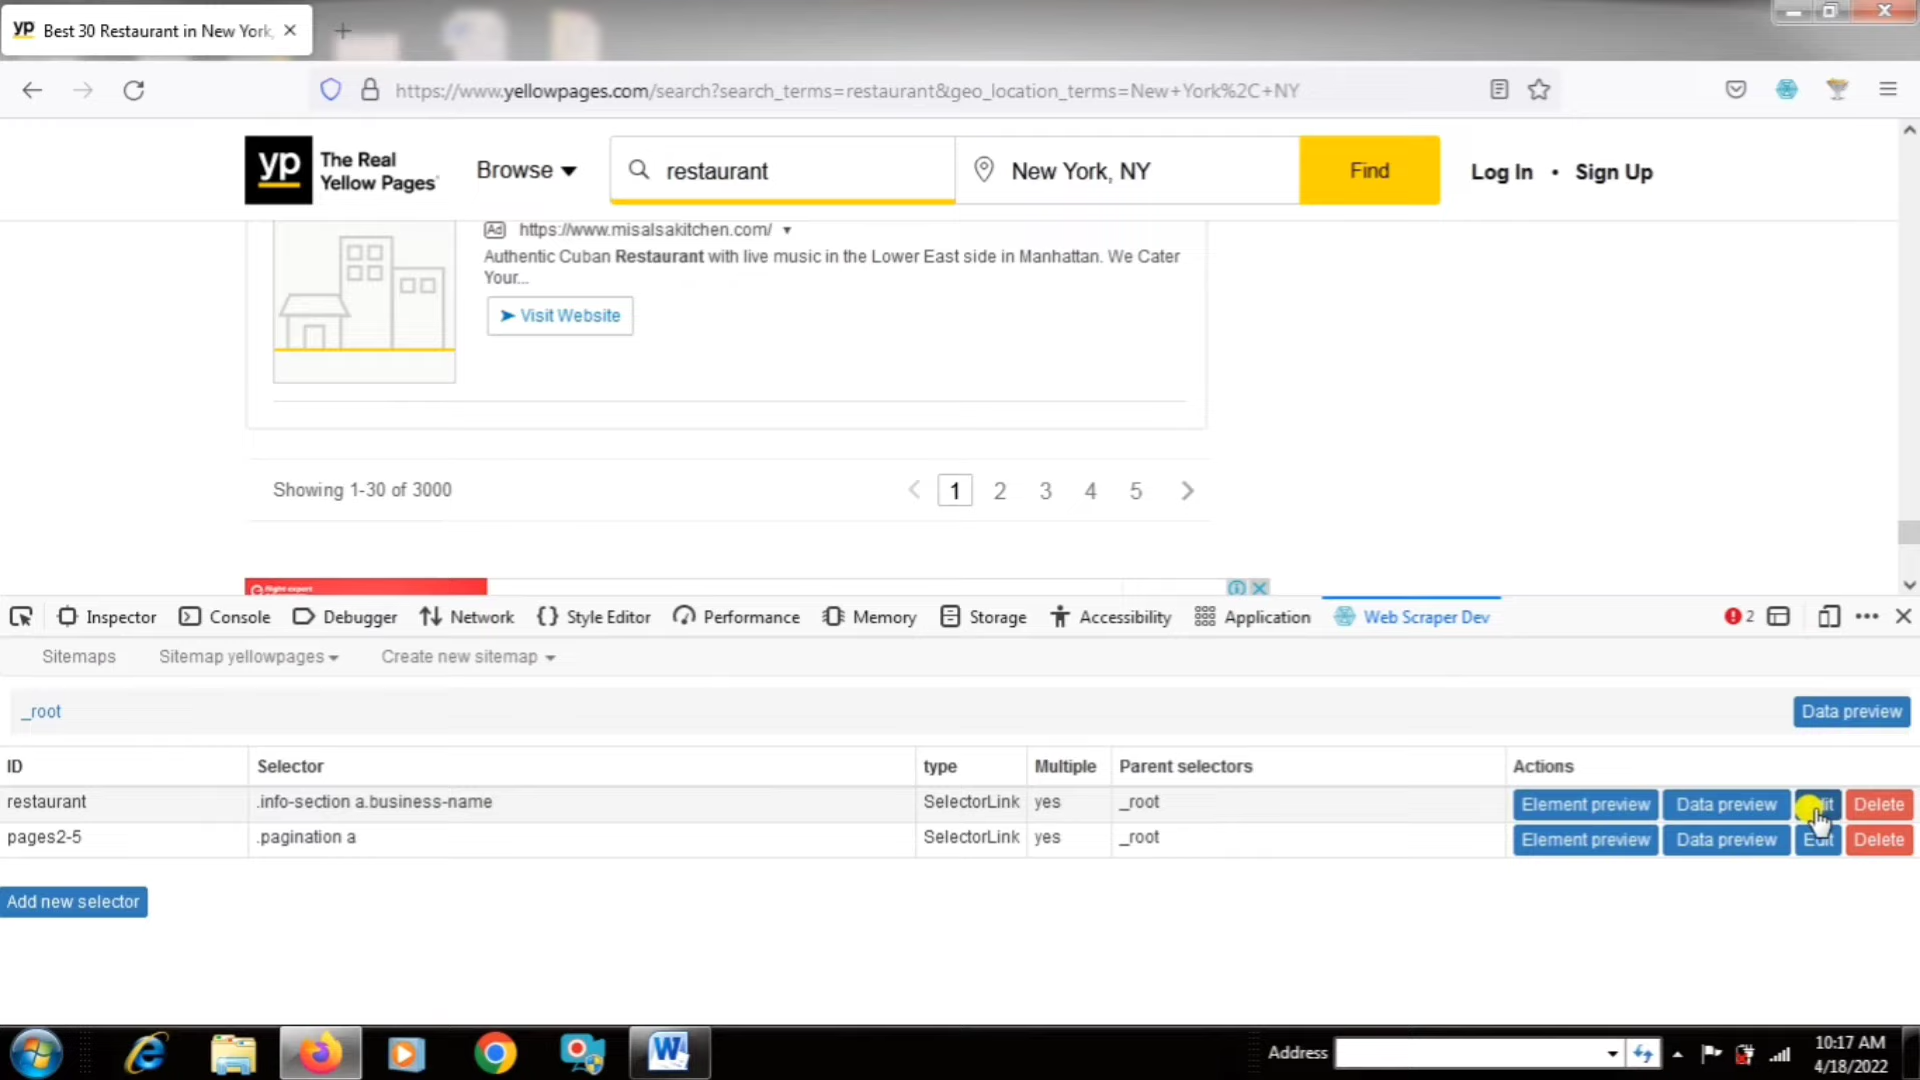 yp Best 30 Restaurant in New York,
https://www.yellowpages.com/search?search_terms=restaurant&geo_location_terms=New+York%2C+NY
yp The Real
Yellow Pages
Browse
restaurant
New York, NY
Find
Log In • Sign Up
Ad https://www.misalsakitchen.com/
Authentic Cuban Restaurant with live music in the Lower East side in Manhattan. We Cater
Your...
Visit Website
Showing 1-30 of 3000
1 2 3 4 5
flight expert
Inspector Console Debugger Network Style Editor Performance Memory Storage Accessibility Application Web Scraper Dev 2
Sitemaps Sitemap yellowpages Create new sitemap
_root Data preview
ID Selector type Multiple Parent selectors Actions
restaurant .info-section a.business-name SelectorLink yes _root Element preview Data preview Edit Delete
pages2-5 .pagination a SelectorLink yes _root Element preview Data preview Edit Delete
Add new selector
Address
10:17 AM
4/18/2022